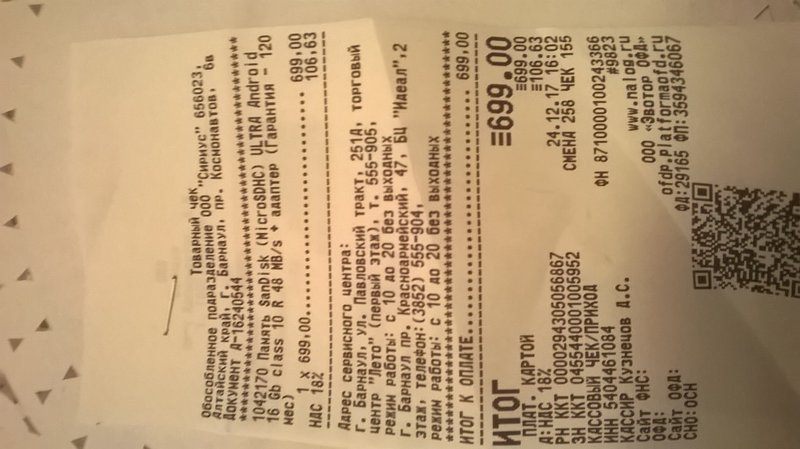 Товарный чек
Обособленное подразделение ООО "Сириус" 656023,
Алтайский край, г. Барнаул, пр. Космонавтов, 6в
Документ Д-16240544
************************************************
1042170 Память SanDisk (MicroSDHC) ULTRA Android
16 Gb class 10 R 48 MB/s + адаптер (Гарантия - 120
мес)
1 x 699,00.............................. 699,00
НДС 18% 106,63
------------------------------------------------
Адрес сервисного центра:
г. Барнаул, ул. Павловский тракт, 251Д, торговый
центр "Лето" (первый этаж), т. 555-905,
режим работы: с 10 до 20 без выходных
г. Барнаул пр. Красноармейский, 47, БЦ "Идеал",2
этаж, телефон:(3852) 555-904,
режим работы: с 10 до 20 без выходных
************************************************
ИТОГ К ОПЛАТЕ........................... 699,00
------------------------------------------------
ИТОГ ≡699.00
ПЛАТ. КАРТОЙ ≡699.00
А:НДС 18% ≡106.63
РН ККТ 0000294305056867 24.12.17 16:02
ЗН ККТ 0455440001005952 СМЕНА 258 ЧЕК 155
КАССОВЫЙ ЧЕК/ПРИХОД
ИНН 5404461084 ФН 8710000100243366
КАССИР Кузнецов Д.С. #9823
Сайт ФНС: www.nalog.ru
ОФД: ООО «Эвотор ОФД»
Сайт ОФД: ofdp.platformaofd.ru
СНО:ОСН ФД:29165 ФП:3594346067